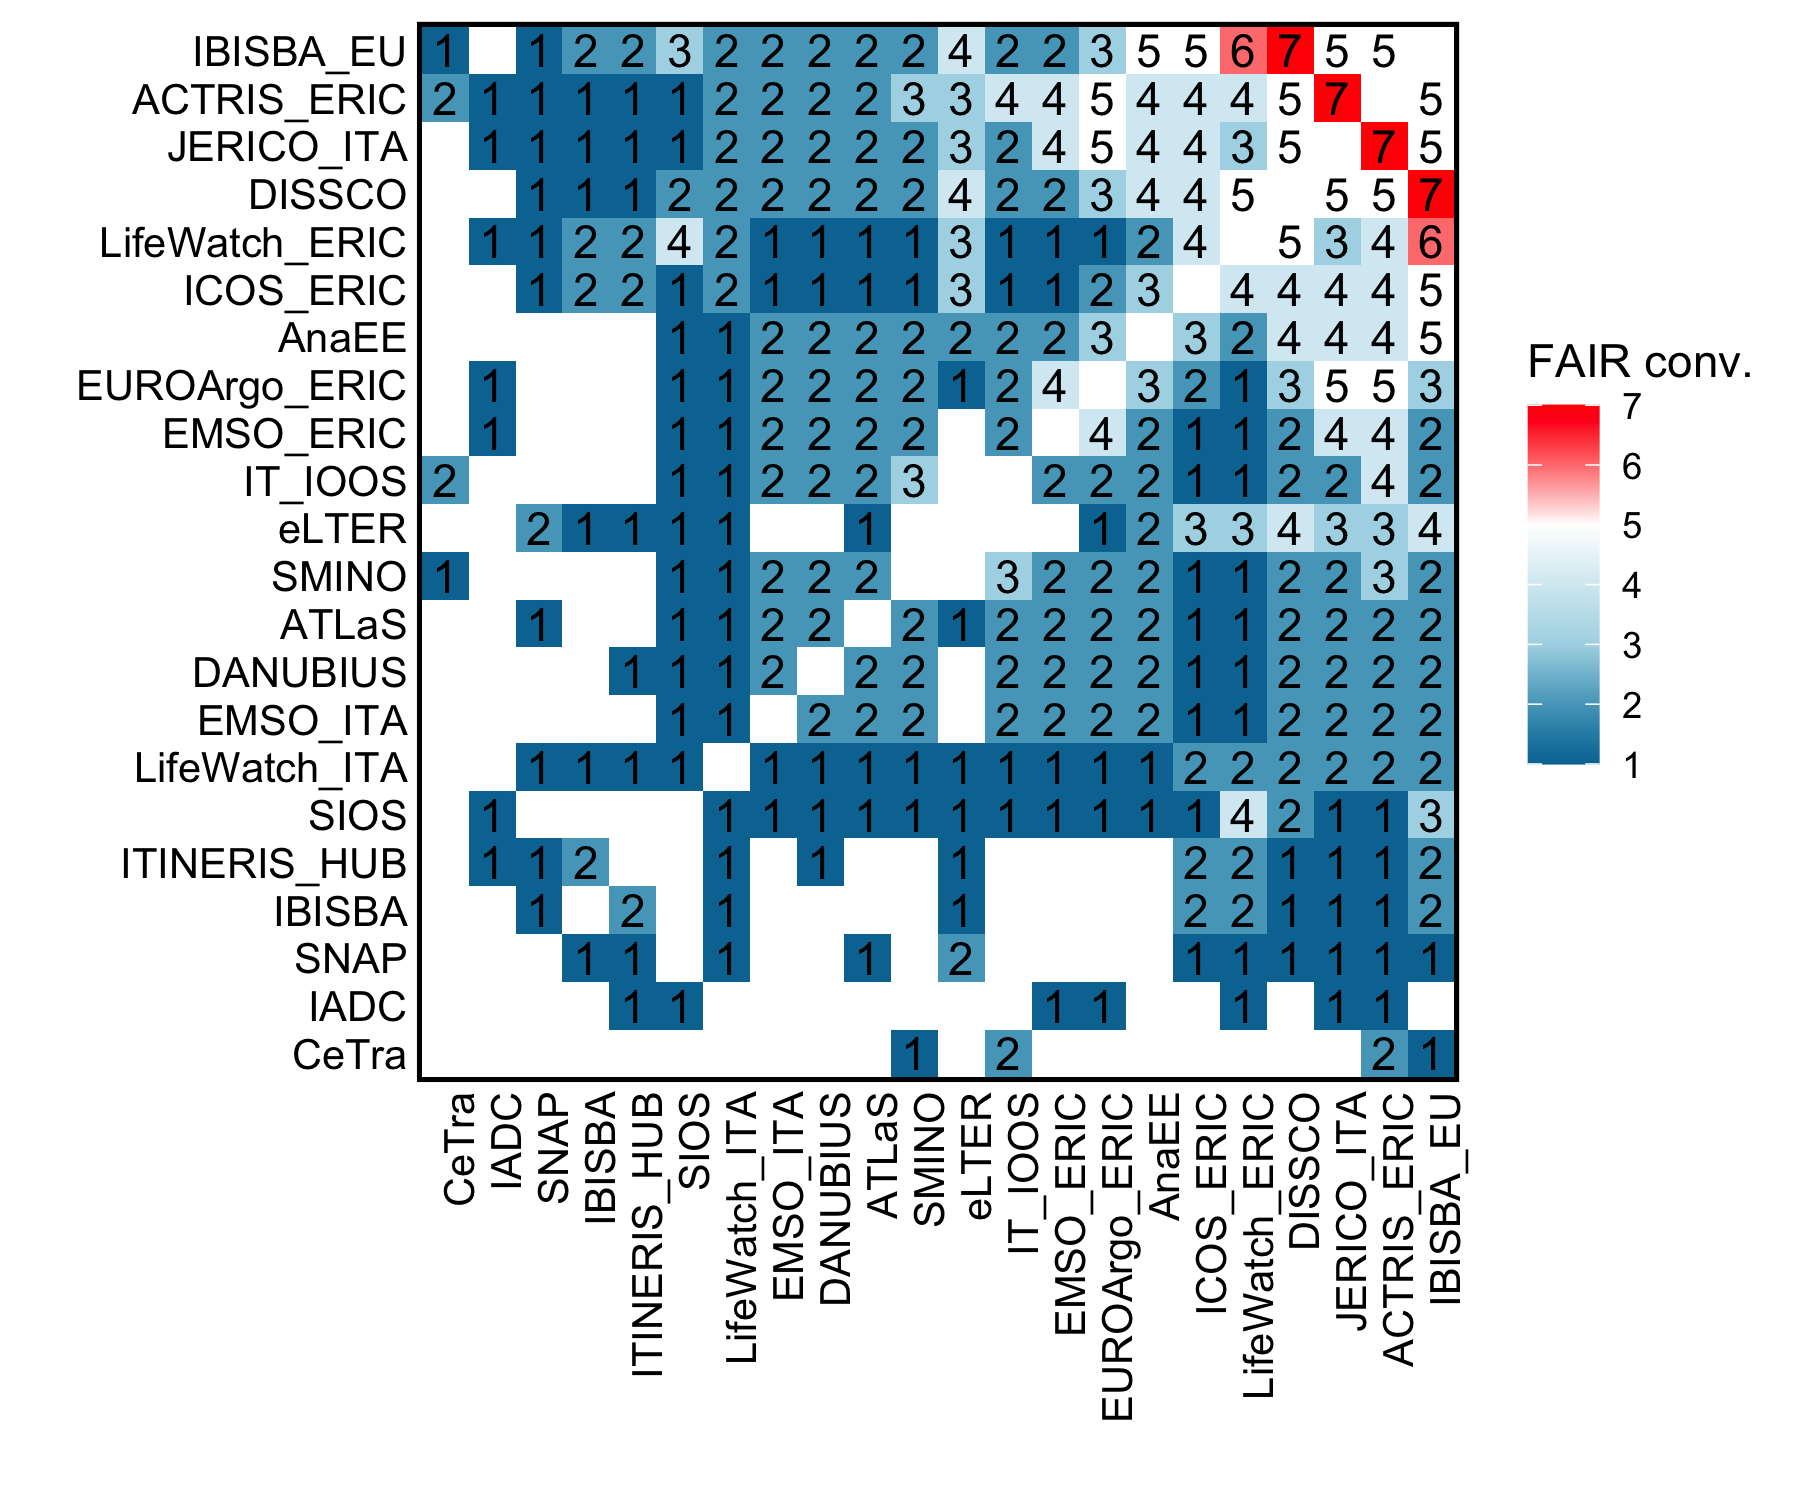 IBISBA_EU 1 1 2 2 3 2 2 2 2 2 4 2 2 3 5 5 6 7 5 5
ACTRIS_ERIC 2 1 1 1 1 1 2 2 2 2 3 3 4 4 5 4 4 4 5 7 5
JERICO_ITA 1 1 1 1 1 2 2 2 2 2 3 2 4 5 4 4 3 5 7 5
DISSCO 1 1 1 2 2 2 2 2 2 4 2 2 3 4 4 5 5 5 7
LifeWatch_ERIC 1 1 2 2 4 2 1 1 1 1 3 1 1 1 2 4 5 3 4 6
ICOS_ERIC 1 2 2 1 2 1 1 1 1 3 1 1 2 3 4 4 4 4 5
AnaEE 1 1 2 2 2 2 2 2 2 3 3 2 4 4 4 5
EUROArgo_ERIC 1 1 1 2 2 2 2 1 2 4 3 2 1 3 5 5 3
EMSO_ERIC 1 1 1 2 2 2 2 2 4 2 1 1 2 4 4 2
IT_IOOS 2 1 1 2 2 2 3 2 2 2 1 1 2 2 4 2
eLTER 2 1 1 1 1 1 1 2 3 3 4 3 3 4
SMINO 1 1 1 2 2 2 3 2 2 2 1 1 2 2 3 2
ATLaS 1 1 1 2 2 2 1 2 2 2 2 1 1 2 2 2 2
DANUBIUS 1 1 1 2 2 2 2 2 2 2 1 1 2 2 2 2
EMSO_ITA 1 1 2 2 2 2 2 2 2 1 1 2 2 2 2
LifeWatch_ITA 1 1 1 1 1 1 1 1 1 1 1 1 1 2 2 2 2 2 2
SIOS 1 1 1 1 1 1 1 1 1 1 1 1 4 2 1 1 3
ITINERIS_HUB 1 1 2 1 1 1 2 2 1 1 1 2
IBISBA 1 2 1 1 2 2 1 1 1 2
SNAP 1 1 1 1 2 1 1 1 1 1 1
IADC 1 1 1 1 1 1 1
CeTra 1 2 2 1
CeTra
IADC
SNAP
IBISBA
ITINERIS_HUB
SIOS
LifeWatch_ITA
EMSO_ITA
DANUBIUS
ATLaS
SMINO
eLTER
IT_IOOS
EMSO_ERIC
EUROArgo_ERIC
AnaEE
ICOS_ERIC
LifeWatch_ERIC
DISSCO
JERICO_ITA
ACTRIS_ERIC
IBISBA_EU
FAIR conv.
7
6
5
4
3
2
1